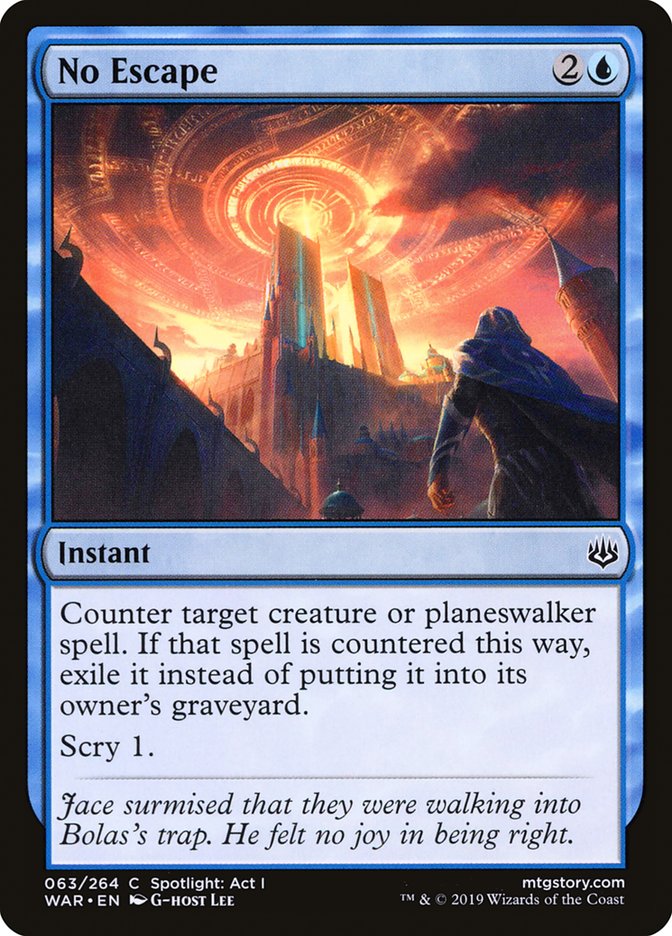 No Escape 2
Instant
Counter target creature or planeswalker
spell. If that spell is countered this way,
exile it instead of putting it into its
owner's graveyard.
Scry 1.
Jace surmised that they were walking into
Bolas's trap. He felt no joy in being right.
063/264 C Spotlight: Act I mtgstory.com
WAR • EN G-host Lee ™ & © 2019 Wizards of the Coast